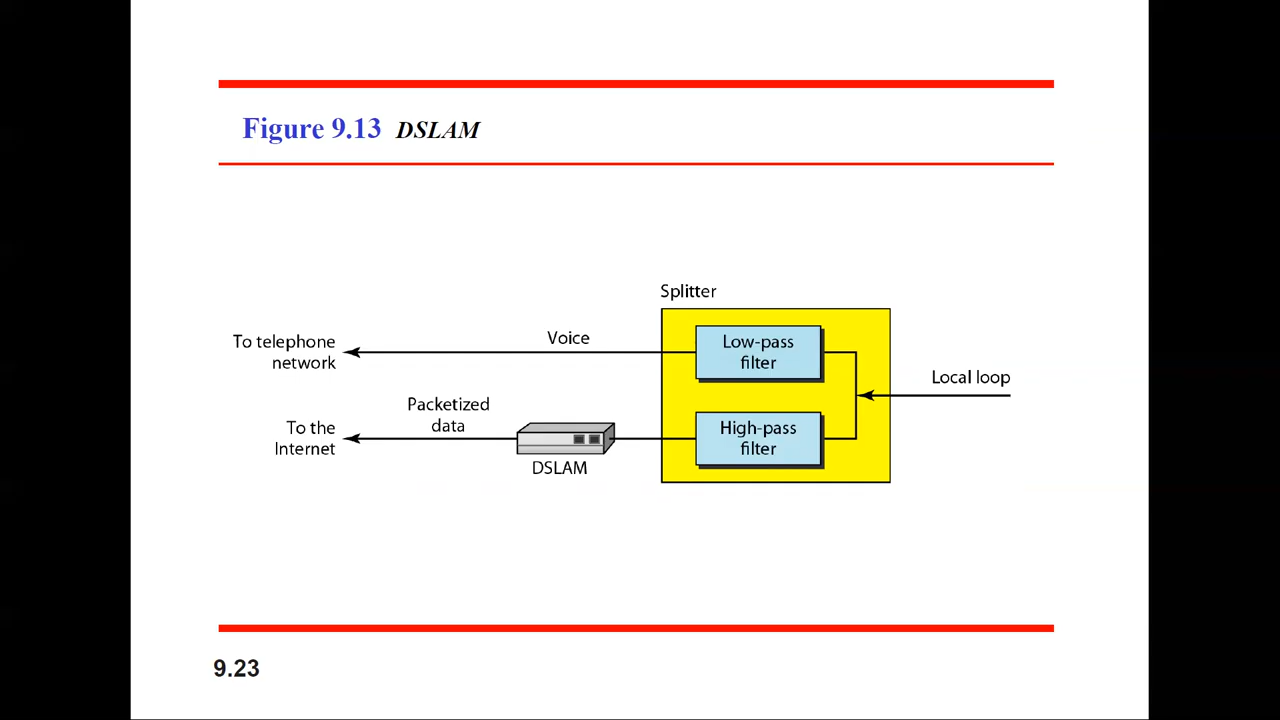 Figure 9.13 DSLAM
Splitter
To telephone
network
Voice
Low-pass
filter
Local loop
To the
Internet
Packetized
data
DSLAM
High-pass
filter
9.23